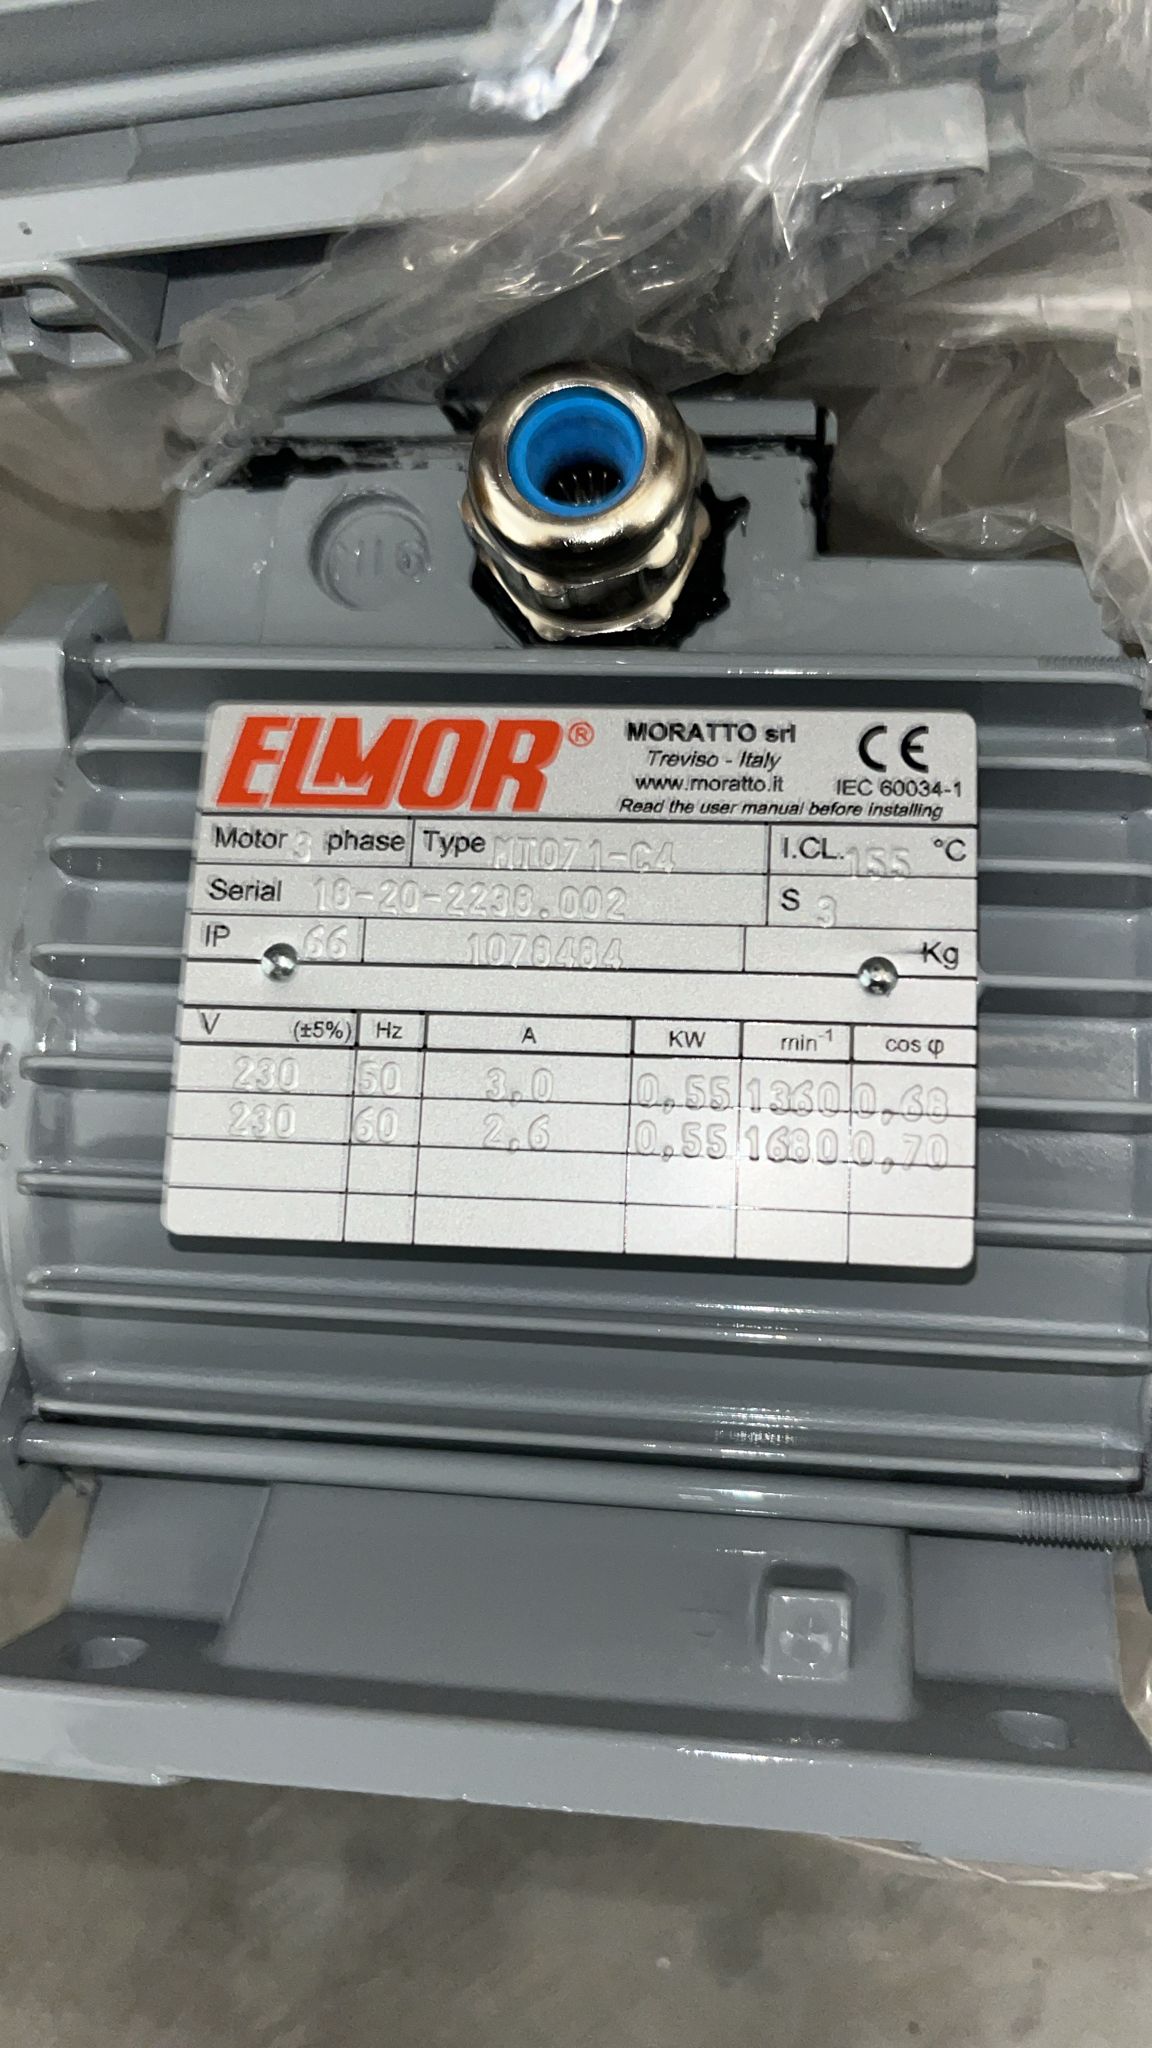 M16
ELMOR®
MORATTO srl
Treviso - Italy
www.moratto.it
CE
IEC 60034-1
Read the user manual before installing
Motor 3 phase Type MT071-C4 I.CL. 155 °C
Serial 18-20-2238.002 S 3
IP 66 1078484 Kg
V (±5%) Hz A KW min-1 cos φ
230 50 3,0 0,55 1360 0,68
230 60 2,6 0,55 1680 0,70